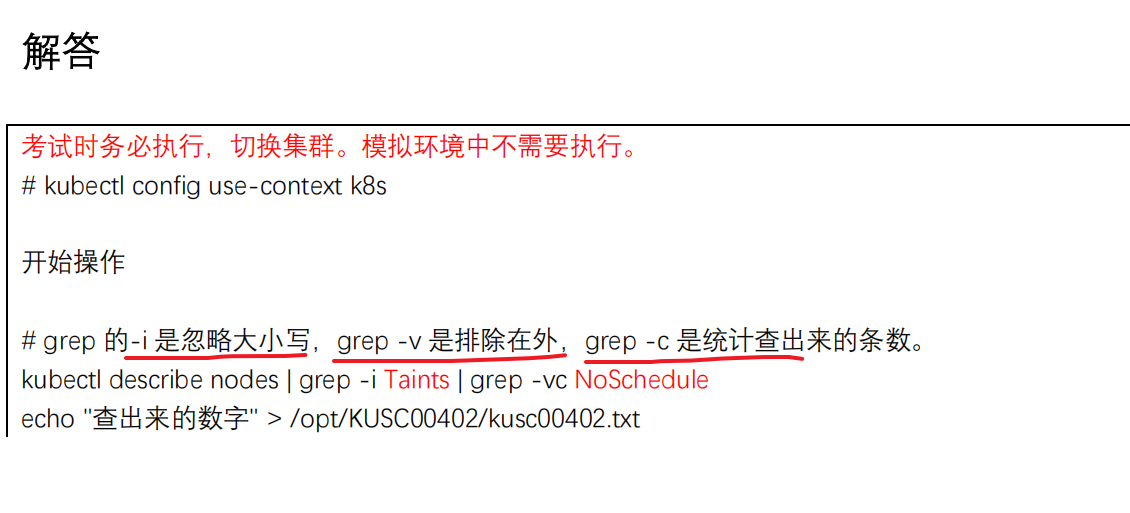 解答
考试时务必执行，切换集群。模拟环境中不需要执行。
# kubectl config use-context k8s
开始操作
# grep 的-i 是忽略大小写，grep -v 是排除在外，grep -c 是统计查出来的条数。
kubectl describe nodes | grep -i Taints | grep -vc NoSchedule
echo "查出来的数字" > /opt/KUSC00402/kusc00402.txt